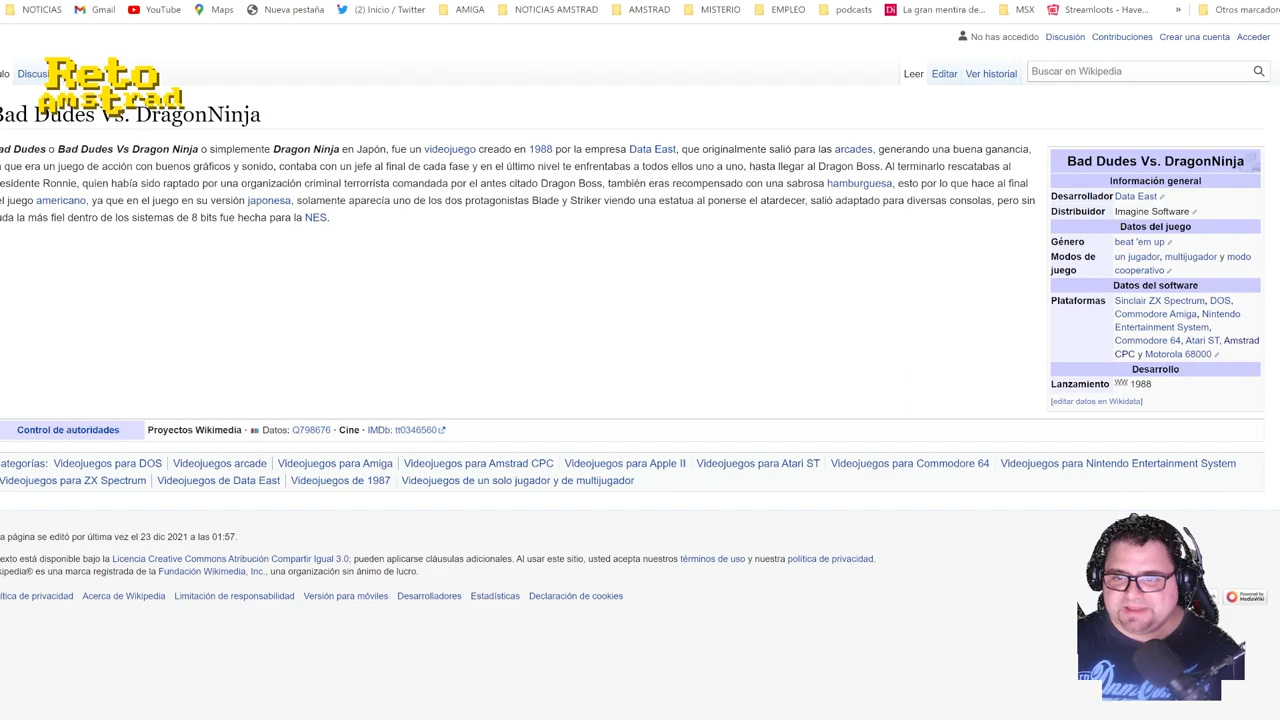 NOTICIAS Gmail YouTube Maps Nueva pestaña (2) Inicio / Twitter AMIGA NOTICIAS AMSTRAD AMSTRAD MISTERIO EMPLEO podcasts Di La gran mentira de... MSX Streamloots - Have... » Otros marcador
No has accedido Discusión Contribuciones Crear una cuenta Acceder
lo Discusi Leer Editar Ver historial Buscar en Wikipedia
Reto
amstrad
Bad Dudes Vs. DragonNinja
ad Dudes o Bad Dudes Vs Dragon Ninja o simplemente Dragon Ninja en Japón, fue un videojuego creado en 1988 por la empresa Data East, que originalmente salió para las arcades, generando una buena ganancia,
que era un juego de acción con buenos gráficos y sonido, contaba con un jefe al final de cada fase y en el último nivel te enfrentabas a todos ellos uno a uno, hasta llegar al Dragon Boss. Al terminarlo rescatabas al
esidente Ronnie, quien había sido raptado por una organización criminal terrorista comandada por el antes citado Dragon Boss, también eras recompensado con una sabrosa hamburguesa, esto por lo que hace al final
el juego americano, ya que en el juego en su versión japonesa, solamente aparecía uno de los dos protagonistas Blade y Striker viendo una estatua al ponerse el atardecer, salió adaptado para diversas consolas, pero sin
uda la más fiel dentro de los sistemas de 8 bits fue hecha para la NES.
Bad Dudes Vs. DragonNinja
Información general
Desarrollador Data East
Distribuidor Imagine Software
Datos del juego
Género beat 'em up
Modos de juego un jugador, multijugador y modo
cooperativo
Datos del software
Plataformas Sinclair ZX Spectrum, DOS,
Commodore Amiga, Nintendo
Entertainment System,
Commodore 64, Atari ST, Amstrad
CPC y Motorola 68000
Desarrollo
Lanzamiento WW 1988
[editar datos en Wikidata]
Control de autoridades Proyectos Wikimedia · Datos: Q798676 · Cine · IMDb: tt0346560
ategorías: Videojuegos para DOS | Videojuegos arcade | Videojuegos para Amiga | Videojuegos para Amstrad CPC | Videojuegos para Apple II | Videojuegos para Atari ST | Videojuegos para Commodore 64 | Videojuegos para Nintendo Entertainment System
Videojuegos para ZX Spectrum | Videojuegos de Data East | Videojuegos de 1987 | Videojuegos de un solo jugador y de multijugador
a página se editó por última vez el 23 dic 2021 a las 01:57.
exto está disponible bajo la Licencia Creative Commons Atribución Compartir Igual 3.0; pueden aplicarse cláusulas adicionales. Al usar este sitio, usted acepta nuestros términos de uso y nuestra política de privacidad.
kipedia® es una marca registrada de la Fundación Wikimedia, Inc., una organización sin ánimo de lucro.
ítica de privacidad Acerca de Wikipedia Limitación de responsabilidad Versión para móviles Desarrolladores Estadísticas Declaración de cookies
Powered by
MediaWiki